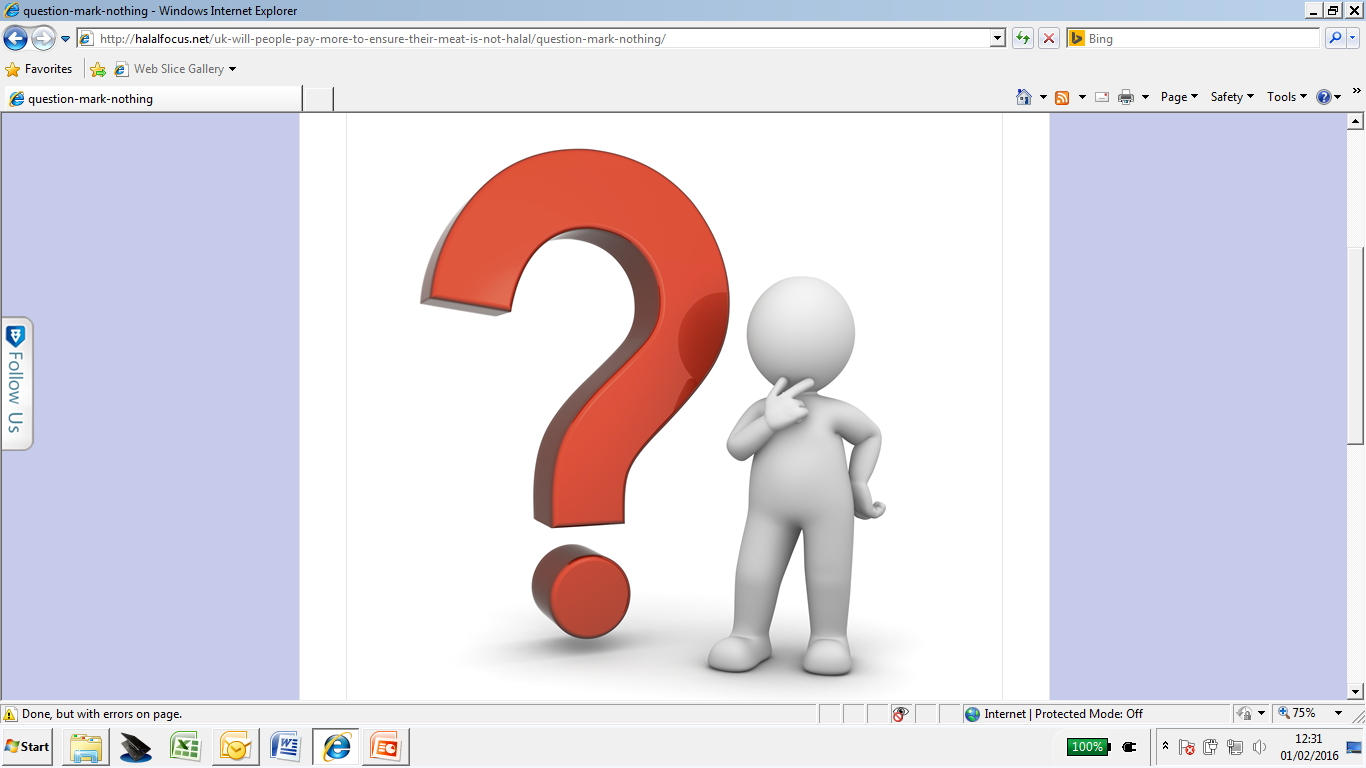 question-mark-nothing - Windows Internet Explorer
http://halalfocus.net/uk-will-people-pay-more-to-ensure-their-meat-is-not-halal/question-mark-nothing/
Bing
Favorites
Web Slice Gallery
question-mark-nothing
Page
Safety
Tools
Follow Us
Done, but with errors on page.
Internet | Protected Mode: Off
75%
Start
100%
12:31
01/02/2016